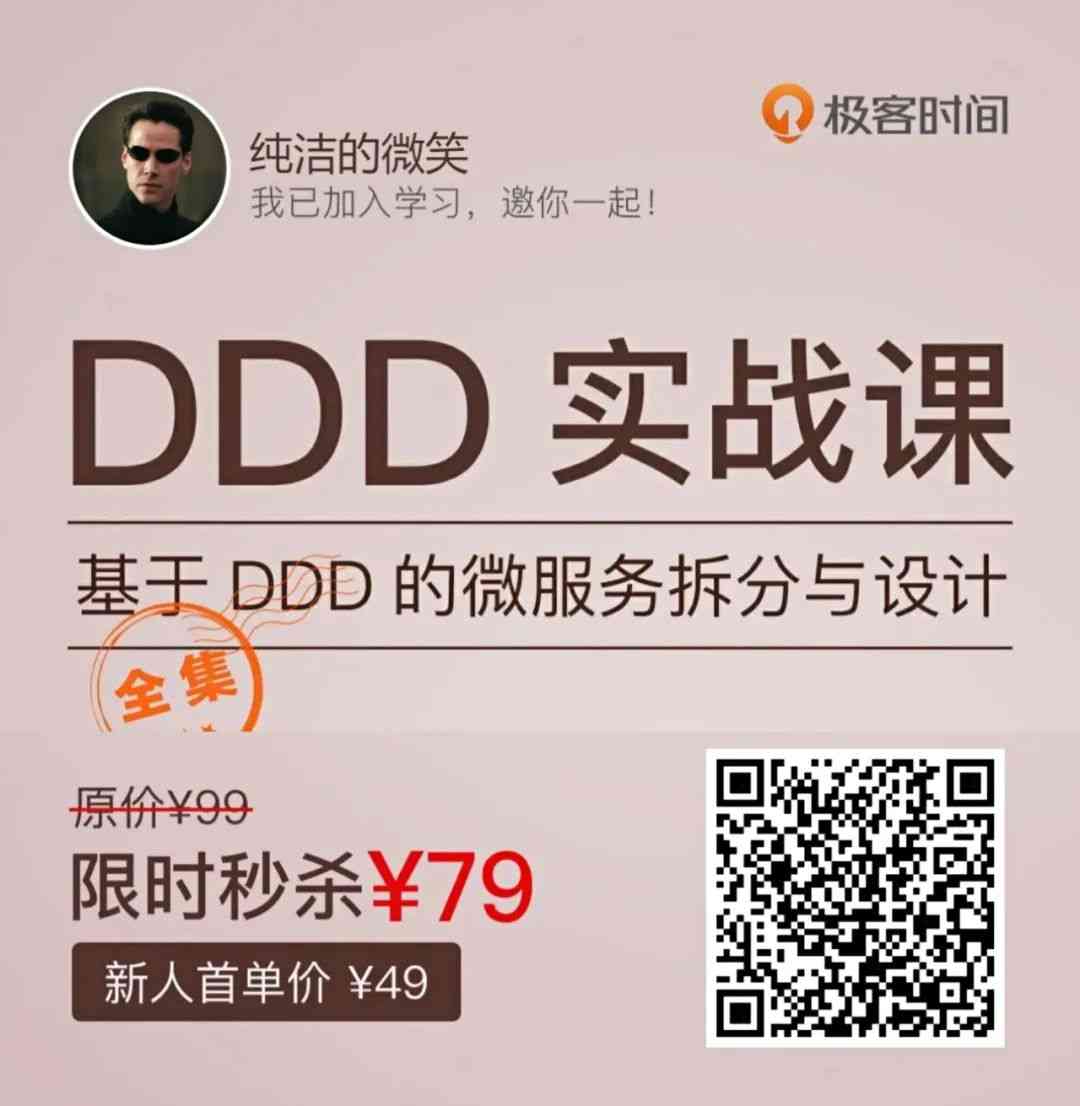 极客时间
纯洁的微笑
我已加入学习，邀你一起！
DDD 实战课
基于 DDD 的微服务拆分与设计
全集
原价¥99
限时秒杀¥79
新人首单价 ¥49